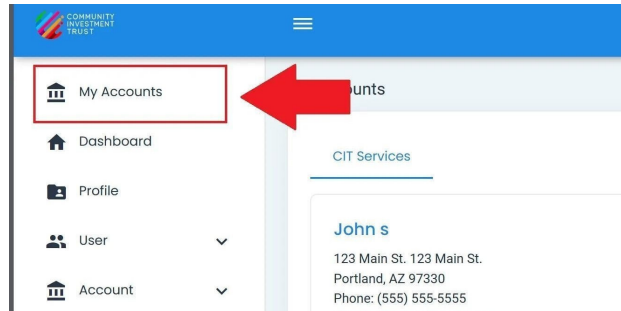 COMMUNITY
INVESTMENT
TRUST
My Accounts
Dashboard
Profile
User
Account
ounts
CIT Services
John s
123 Main St. 123 Main St.
Portland, AZ 97330
Phone: (555) 555-5555